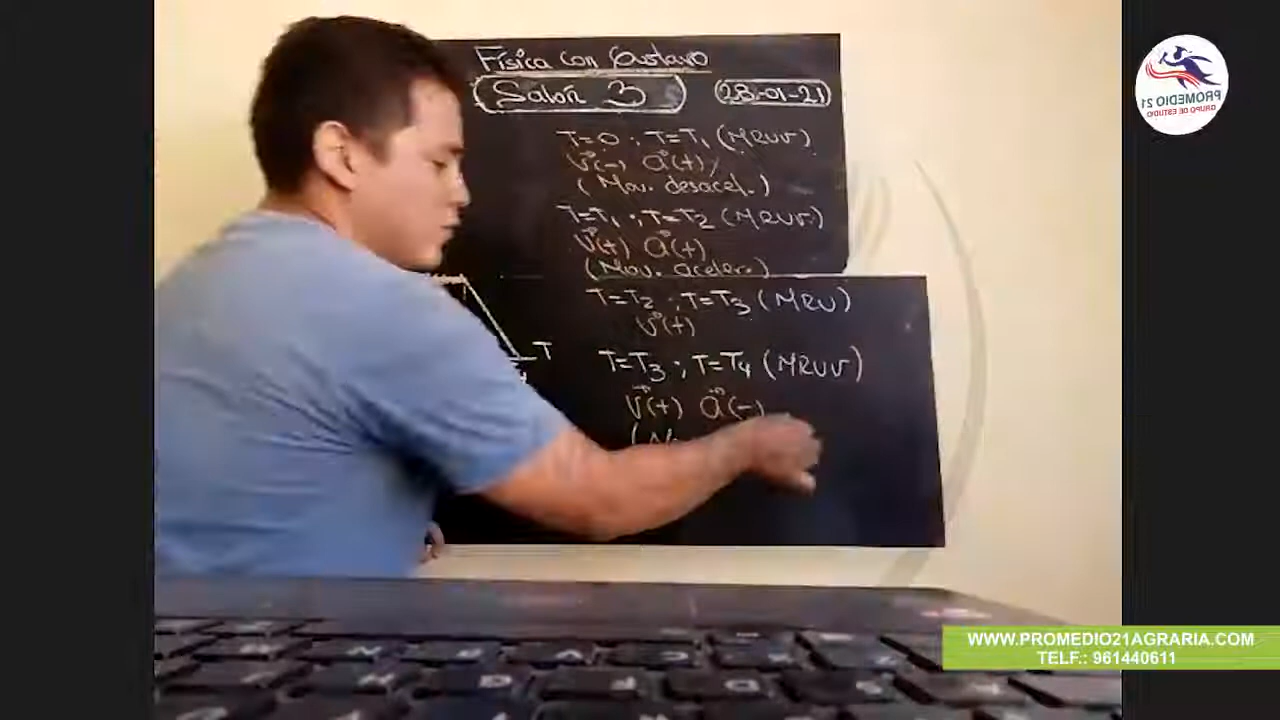 Física con Gustavo
Salón 3
(28-01-21)
T=0 ; T=T1 (MRUV)
V(-) a(+)
(Mov. desacel.)
T=T1 ; T=T2 (MRUV)
V(+) a(+)
(Mov. aceler.)
T=T2 ; T=T3 (MRU)
V(+)
T
T=T3 ; T=T4 (MRUV)
V(+) a(-)
PROMEDIO 21
GRUPO DE ESTUDIO
WWW.PROMEDIO21AGRARIA.COM
TELF.: 961440611